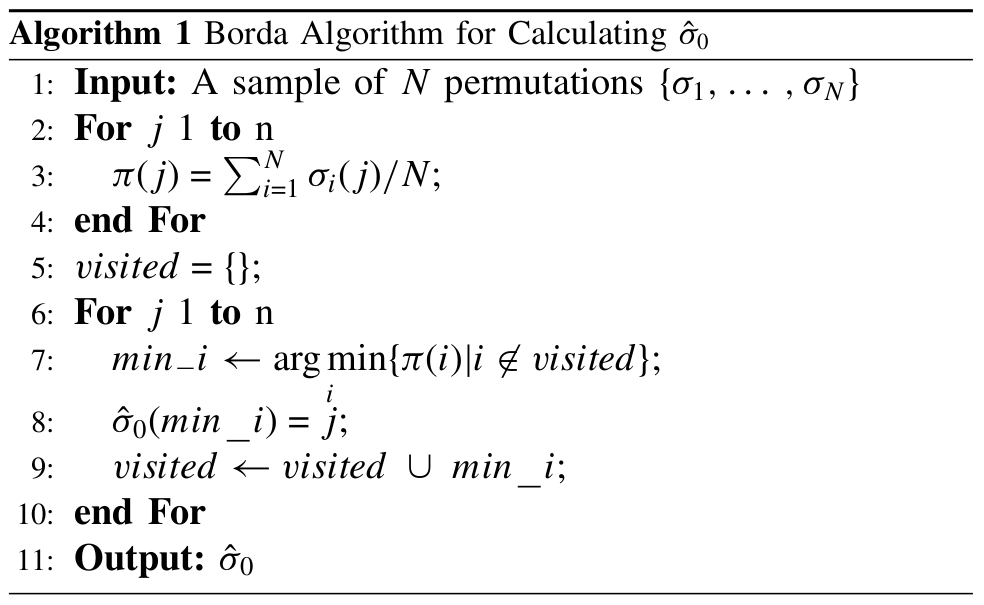 Algorithm 1 Borda Algorithm for Calculating σ̂₀
1: Input: A sample of N permutations {σ₁, … , σ_N}
2: For j 1 to n
3: π(j) = ∑_{i=1}^{N} σᵢ(j)/N;
4: end For
5: visited = {};
6: For j 1 to n
7: min_i ← arg min{π(i)|i ∉ visited};
i
8: σ̂₀(min_i) = j;
9: visited ← visited ∪ min_i;
10: end For
11: Output: σ̂₀